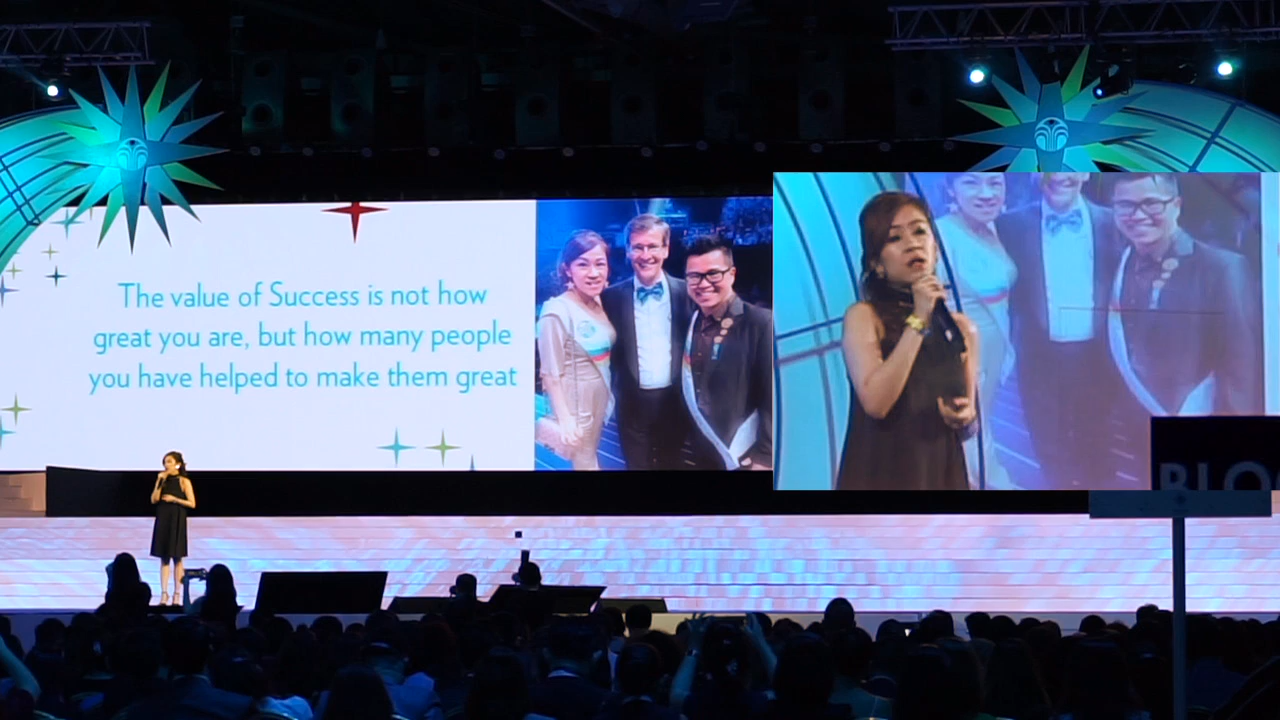 The value of Success is not how
great you are, but how many people
you have helped to make them great
BLO